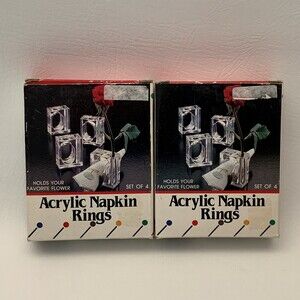 HOLDS YOUR
FAVORITE FLOWER
SET OF 4
Acrylic Napkin
Rings
HOLDS YOUR
FAVORITE FLOWER
SET OF 4
Acrylic Napkin
Rings